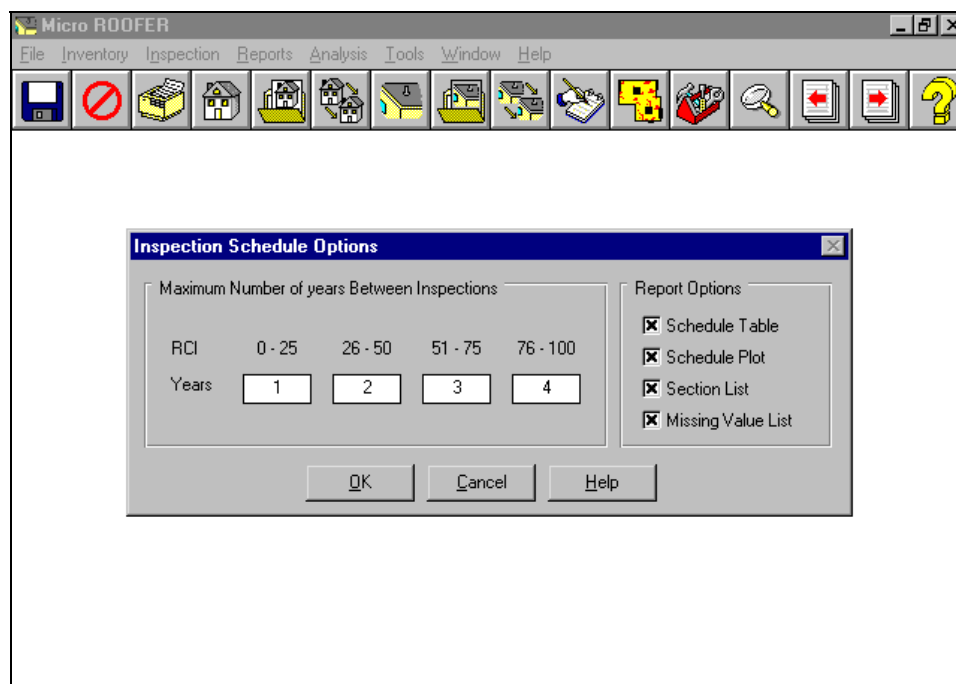 Micro ROOFER
File Inventory Inspection Reports Analysis Tools Window Help
Inspection Schedule Options
Maximum Number of years Between Inspections
RCI 0 - 25 26 - 50 51 - 75 76 - 100
Years 1 2 3 4
Report Options
Schedule Table
Schedule Plot
Section List
Missing Value List
OK Cancel Help